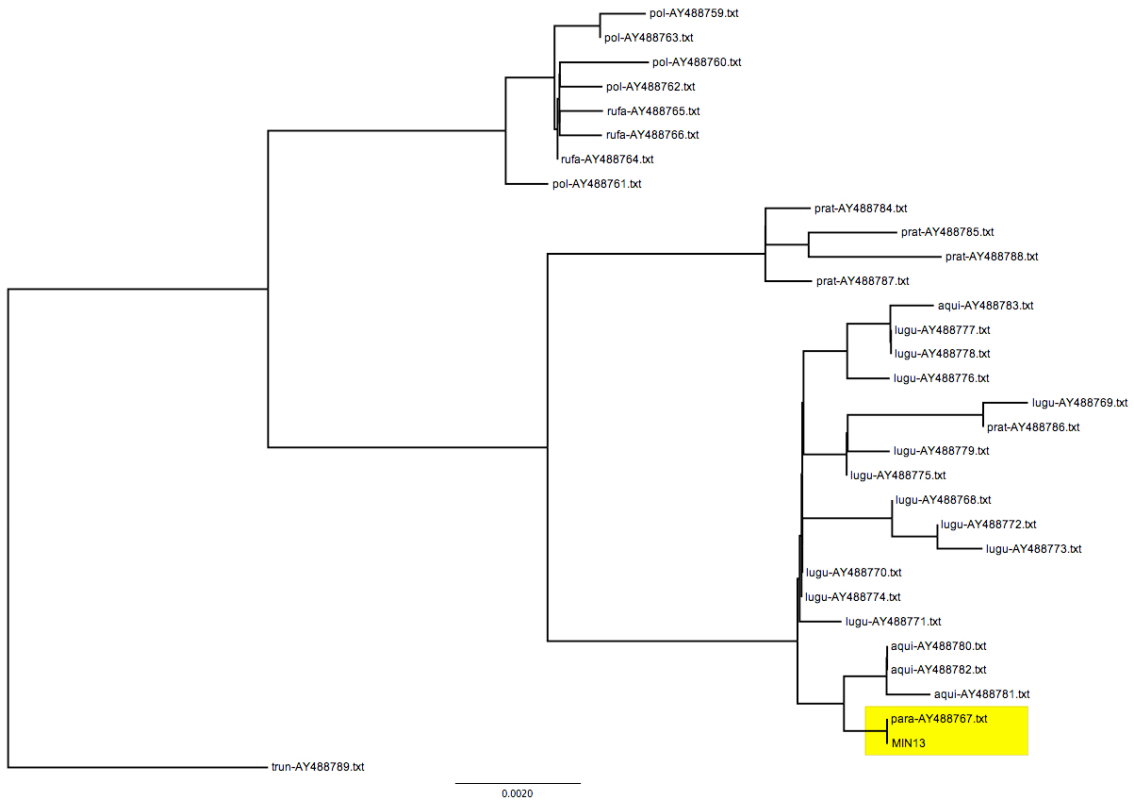 pol-AY488759.txt
pol-AY488763.txt
pol-AY488760.txt
pol-AY488762.txt
rufa-AY488765.txt
rufa-AY488766.txt
rufa-AY488764.txt
pol-AY488761.txt
prat-AY488784.txt
prat-AY488785.txt
prat-AY488788.txt
prat-AY488787.txt
aqui-AY488783.txt
lugu-AY488777.txt
lugu-AY488778.txt
lugu-AY488776.txt
lugu-AY488769.txt
prat-AY488786.txt
lugu-AY488779.txt
lugu-AY488775.txt
lugu-AY488768.txt
lugu-AY488772.txt
lugu-AY488773.txt
lugu-AY488770.txt
lugu-AY488774.txt
lugu-AY488771.txt
aqui-AY488780.txt
aqui-AY488782.txt
aqui-AY488781.txt
para-AY488767.txt
MIN13
trun-AY488789.txt
0.0020